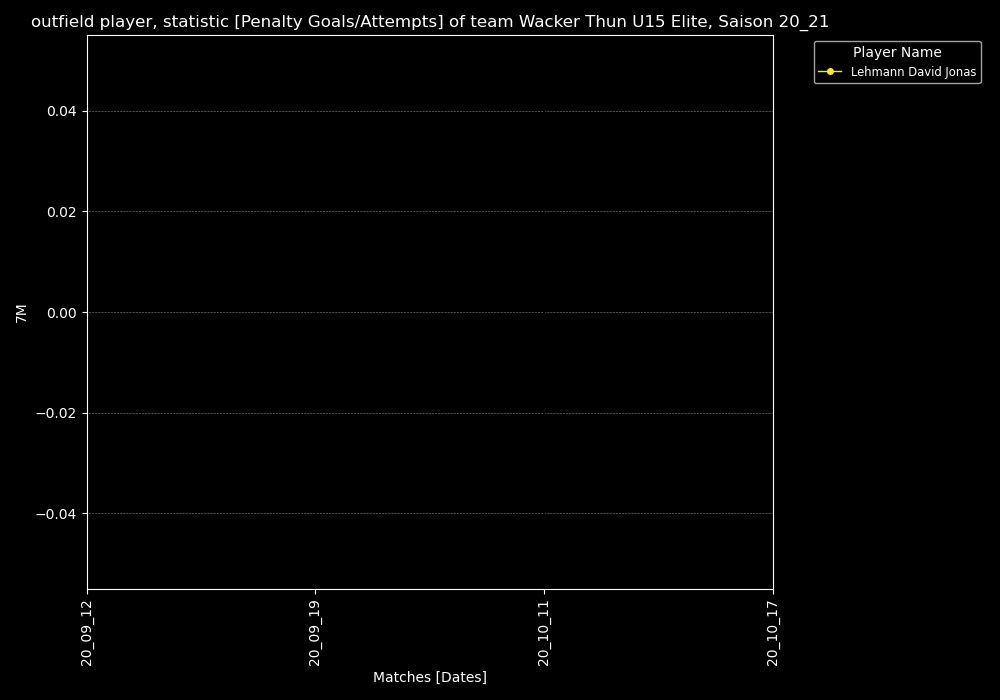 outfield player, statistic [Penalty Goals/Attempts] of team Wacker Thun U15 Elite, Saison 20_21
Player Name
Lehmann David Jonas
0.04
0.02
0.00
−0.02
−0.04
7M
20_09_12
20_09_19
20_10_11
20_10_17
Matches [Dates]